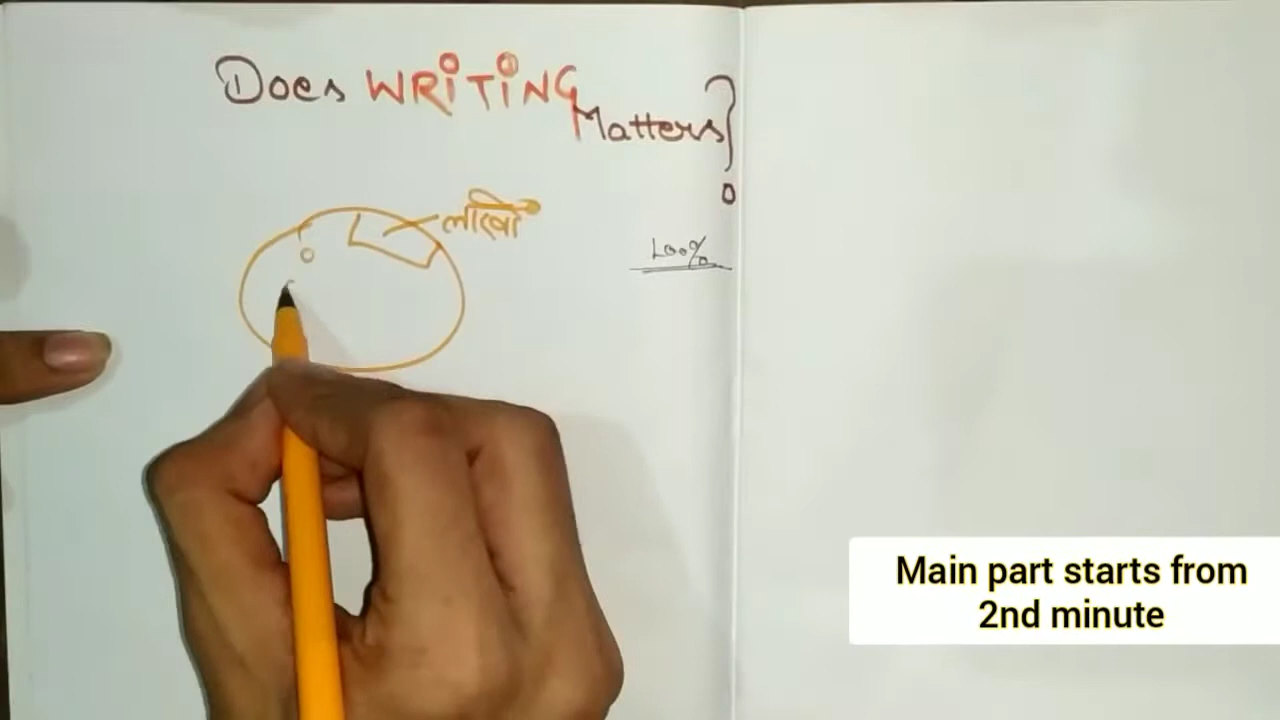 Does WRiTiNG
Matters?
लाखों
100%
Main part starts from
2nd minute